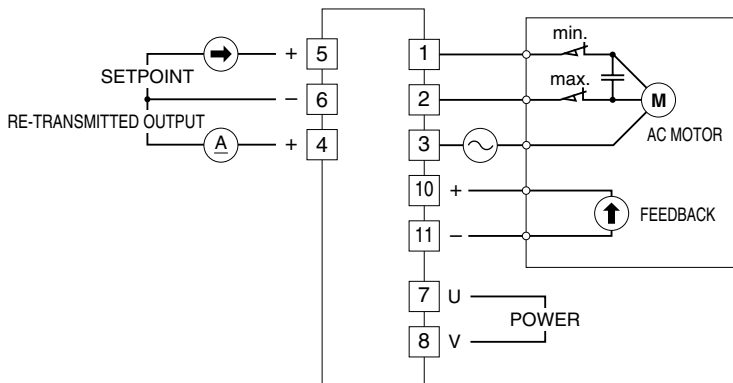 SETPOINT
RE-TRANSMITTED OUTPUT
+ 5
– 6
A + 4
1
2
3
10 +
11 –
7 U
8 V
POWER
min.
max.
M
AC MOTOR
FEEDBACK